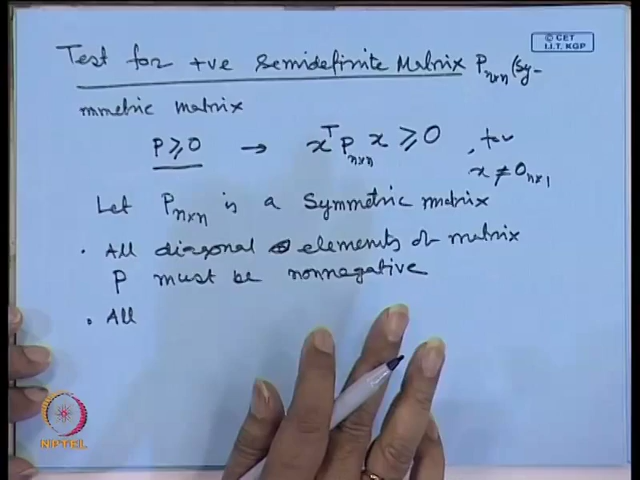 Test for +ve Semidefinite Matrix Pn×n (Sy-
© CET
I.I.T. KGP
mmetric matrix
P ≥ 0 → xᵀ Pn×n x ≥ 0 , for
x ≠ 0n×1
Let Pn×n is a Symmetric matrix
. All diagonal elements of matrix
P must be nonnegative
. All
NPTEL